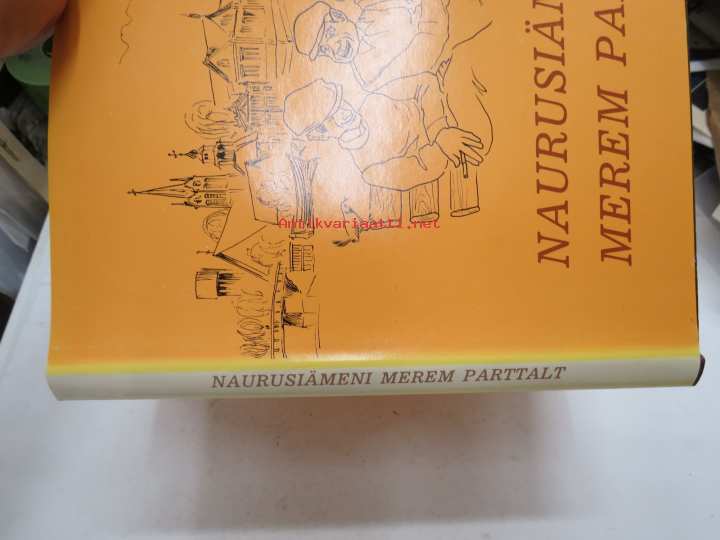 NAURUSIÄM
MEREM PA
Antikvariaatti.net
NAURUSIÄMENI MEREM PARTTALT